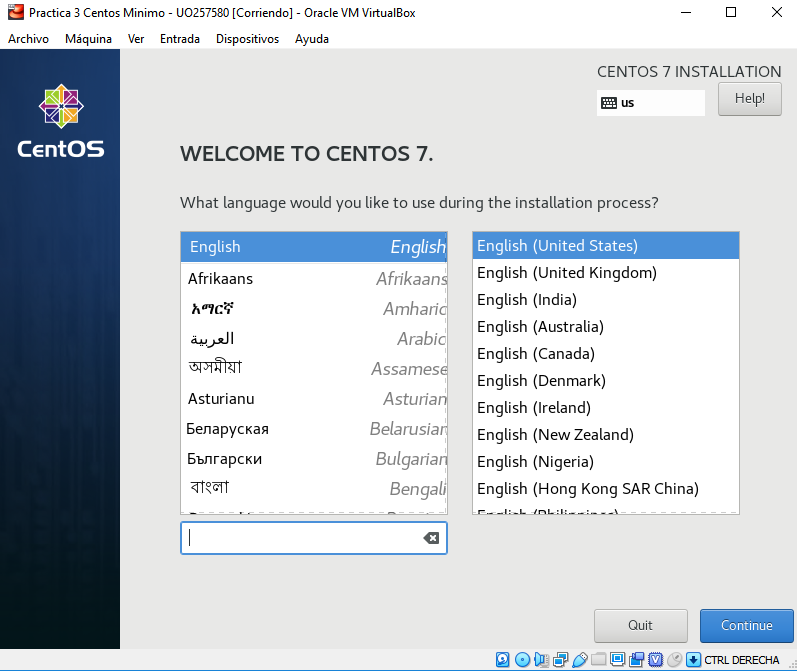 Practica 3 Centos Minimo - UO257580 [Corriendo] - Oracle VM VirtualBox
Archivo Máquina Ver Entrada Dispositivos Ayuda
CentOS
CENTOS 7 INSTALLATION
us
Help!
WELCOME TO CENTOS 7.
What language would you like to use during the installation process?
English English
Afrikaans Afrikaans
አማርኛ Amharic
العربية Arabic
অসমীয়া Assamese
Asturianu Asturian
Беларуская Belarusian
Български Bulgarian
বাংলা Bengali
English (United States)
English (United Kingdom)
English (India)
English (Australia)
English (Canada)
English (Denmark)
English (Ireland)
English (New Zealand)
English (Nigeria)
English (Hong Kong SAR China)
English (Philippines)
Quit
Continue
CTRL DERECHA